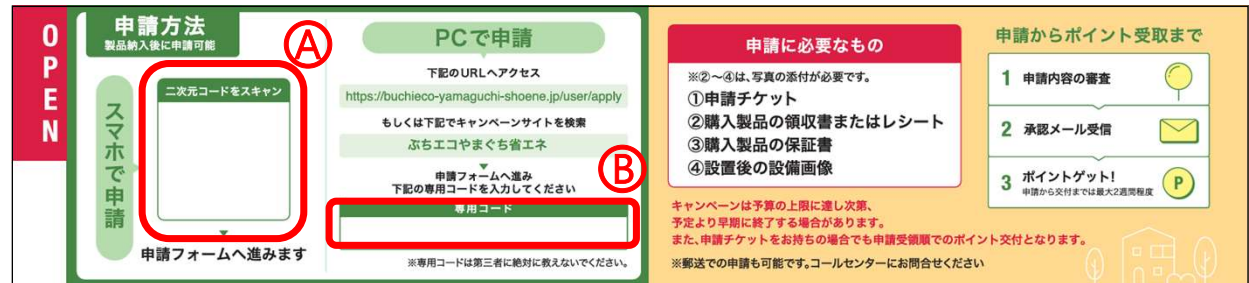 OPEN
申請方法
製品納入後に申請可能
A
スマホで申請
二次元コードをスキャン
申請フォームへ進みます
PCで申請
下記のURLへアクセス
https://buchieco-yamaguchi-shoene.jp/user/apply
もしくは下記でキャンペーンサイトを検索
ぶちエコやまぐち省エネ
B
申請フォームへ進み
下記の専用コードを入力してください
専用コード
※専用コードは第三者に絶対に教えないでください。
申請に必要なもの
※②～④は、写真の添付が必要です。
①申請チケット
②購入製品の領収書またはレシート
③購入製品の保証書
④設置後の設備画像
キャンペーンは予算の上限に達し次第、
予定より早期に終了する場合があります。
また、申請チケットをお持ちの場合でも申請受領順でのポイント交付となります。
※郵送での申請も可能です。コールセンターにお問合せください
申請からポイント受取まで
1 申請内容の審査
2 承認メール受信
3 ポイントゲット!
申請から交付までは最大2週間程度
P